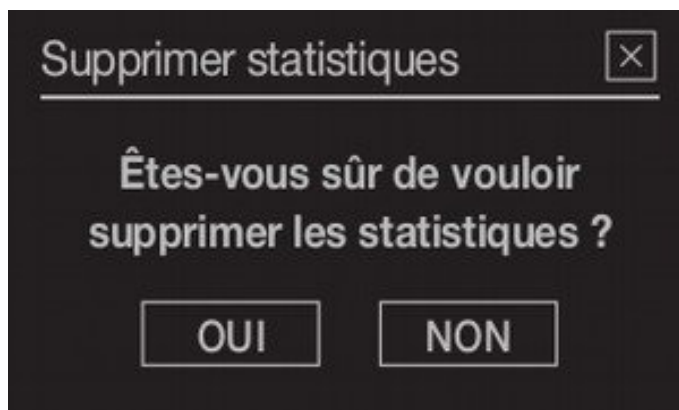 Supprimer statistiques
Êtes-vous sûr de vouloir
supprimer les statistiques ?
OUI NON